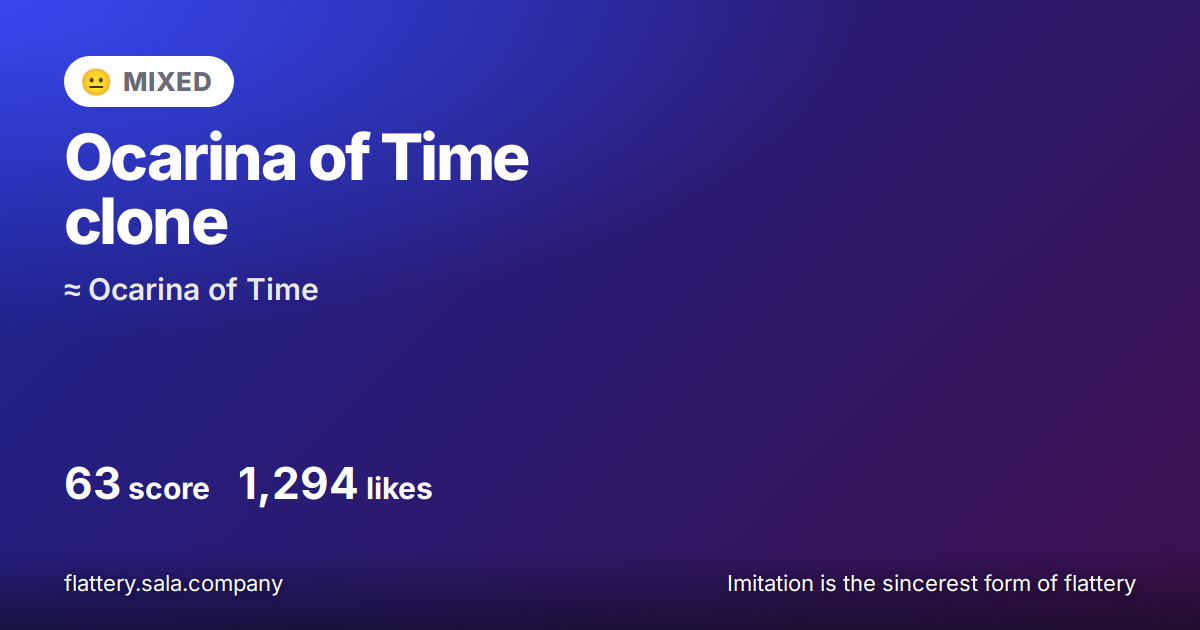 😐 MIXED
Ocarina of Time
clone
≈ Ocarina of Time
63 score 1,294 likes
flattery.sala.company
Imitation is the sincerest form of flattery